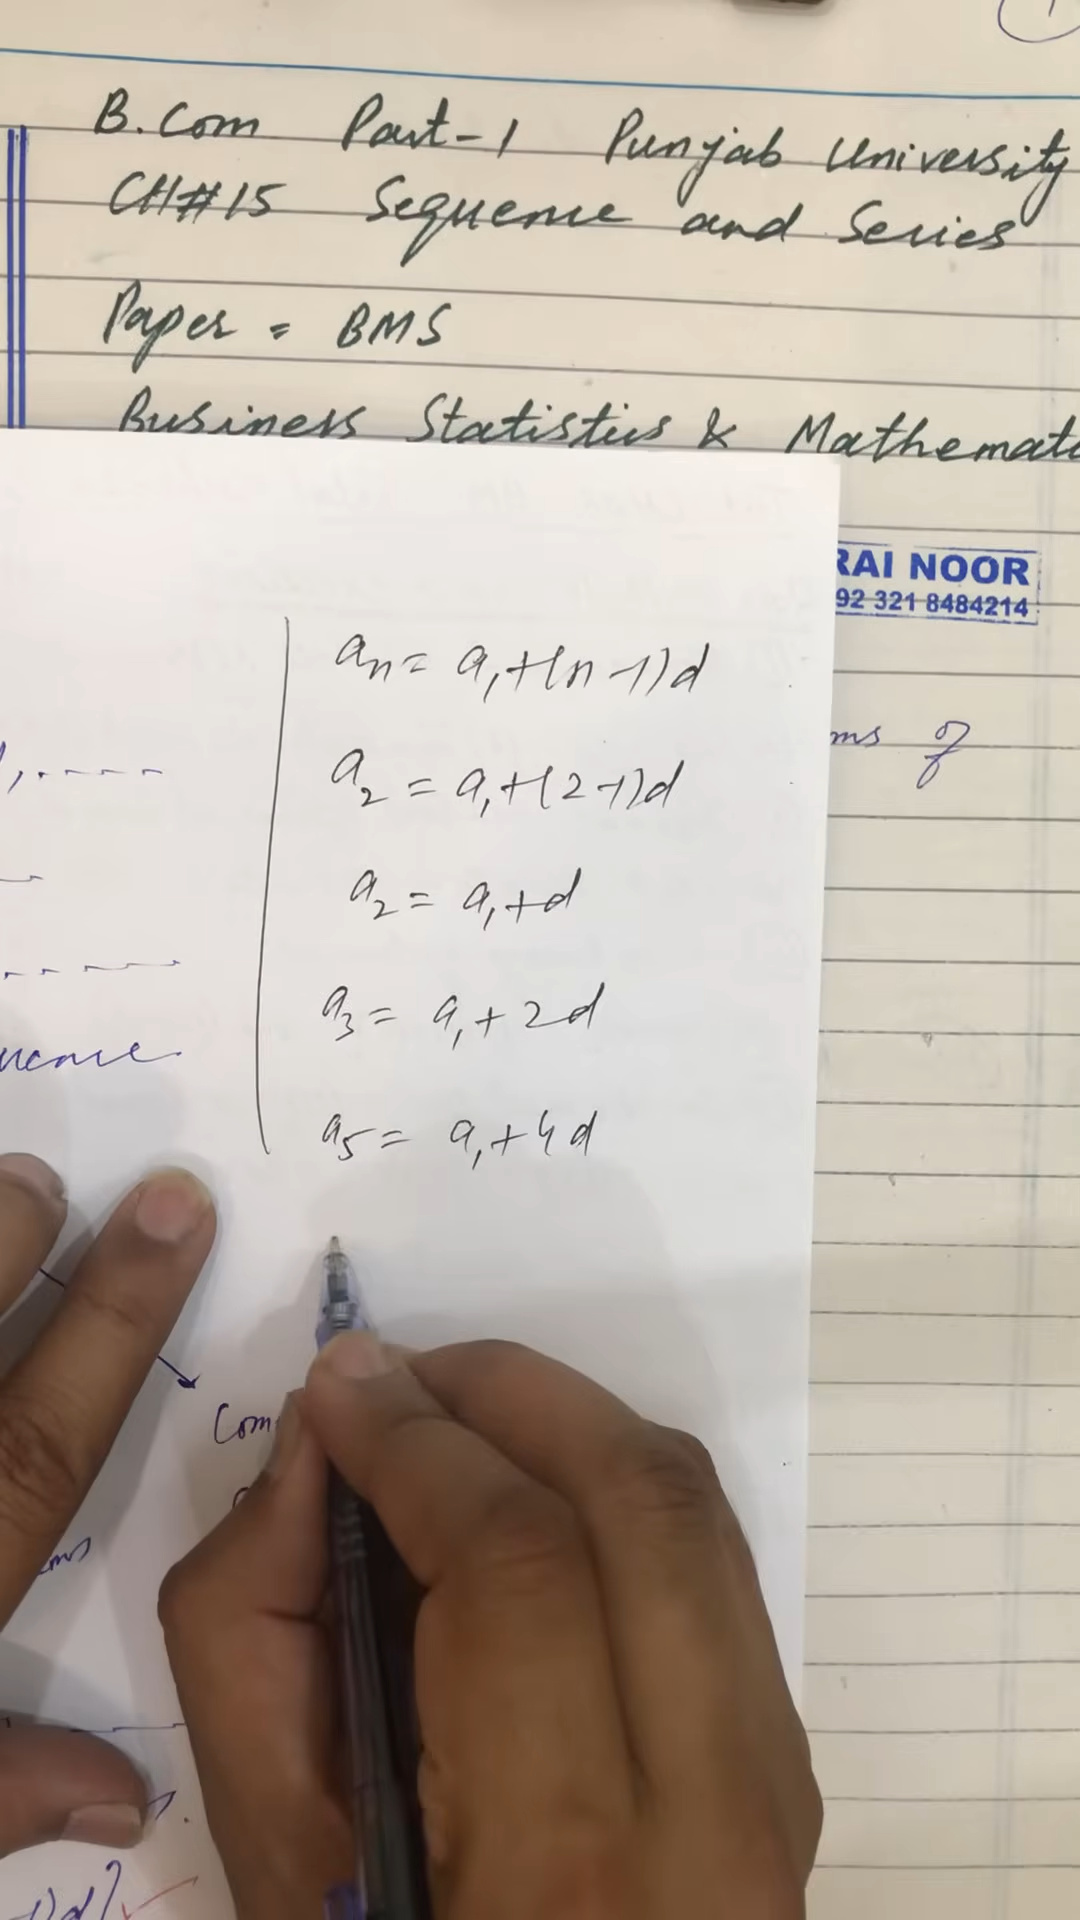 B.Com Part-1 Punjab University
CH#15 Sequence and Series
Paper = BMS
Business Statistics &
RAI NOOR
92 321 8484214
of
aₙ = a₁+(n-1)d
a₂ = a₁+(2-1)d
a₂ = a₁+d
a₃ = a₁+2d
a₅ = a₁+4d